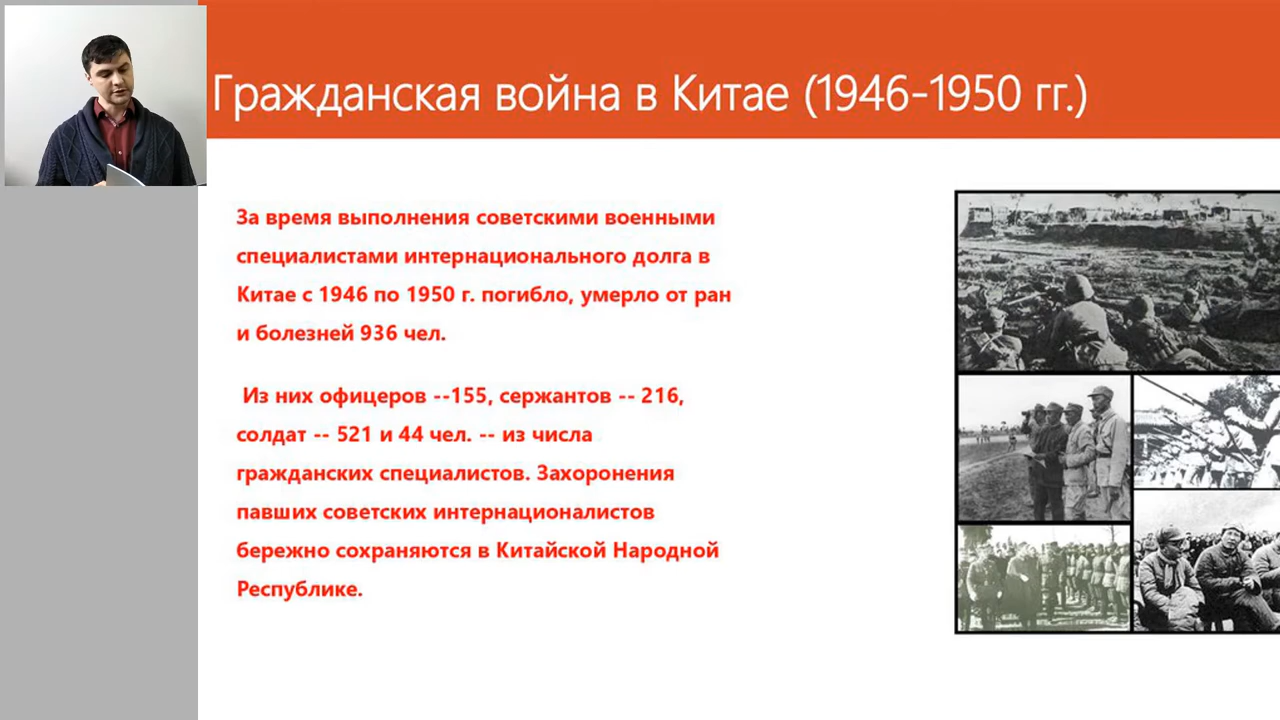 Гражданская война в Китае (1946-1950 гг.)
За время выполнения советскими военными
специалистами интернационального долга в
Китае с 1946 по 1950 г. погибло, умерло от ран
и болезней 936 чел.
Из них офицеров --155, сержантов -- 216,
солдат -- 521 и 44 чел. -- из числа
гражданских специалистов. Захоронения
павших советских интернационалистов
бережно сохраняются в Китайской Народной
Республике.